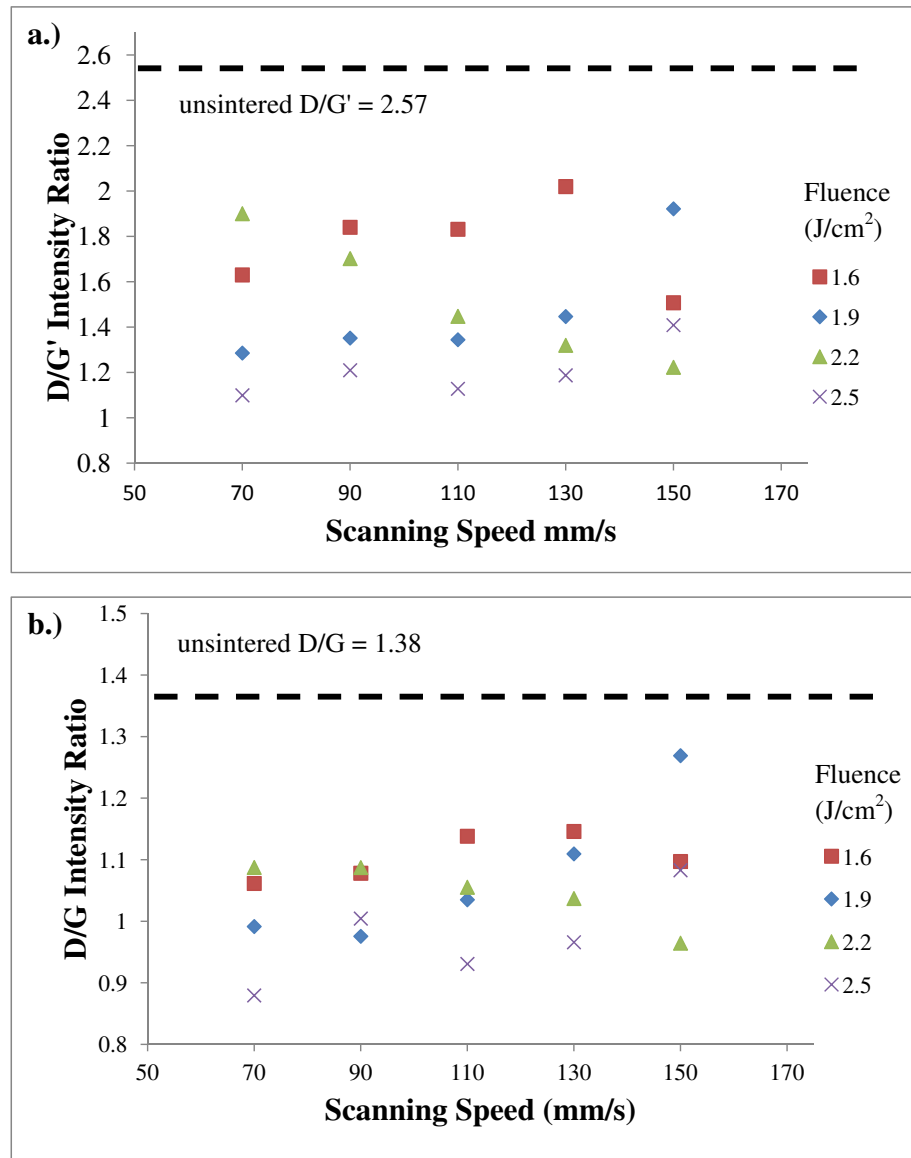 a.)
unsintered D/G' = 2.57
D/G' Intensity Ratio
2.6
2.4
2.2
2
1.8
1.6
1.4
1.2
1
0.8
50 70 90 110 130 150 170
Scanning Speed mm/s
Fluence
(J/cm²)
1.6
1.9
2.2
2.5
b.)
unsintered D/G = 1.38
D/G Intensity Ratio
1.5
1.4
1.3
1.2
1.1
1
0.9
0.8
50 70 90 110 130 150 170
Scanning Speed (mm/s)
Fluence
(J/cm²)
1.6
1.9
2.2
2.5